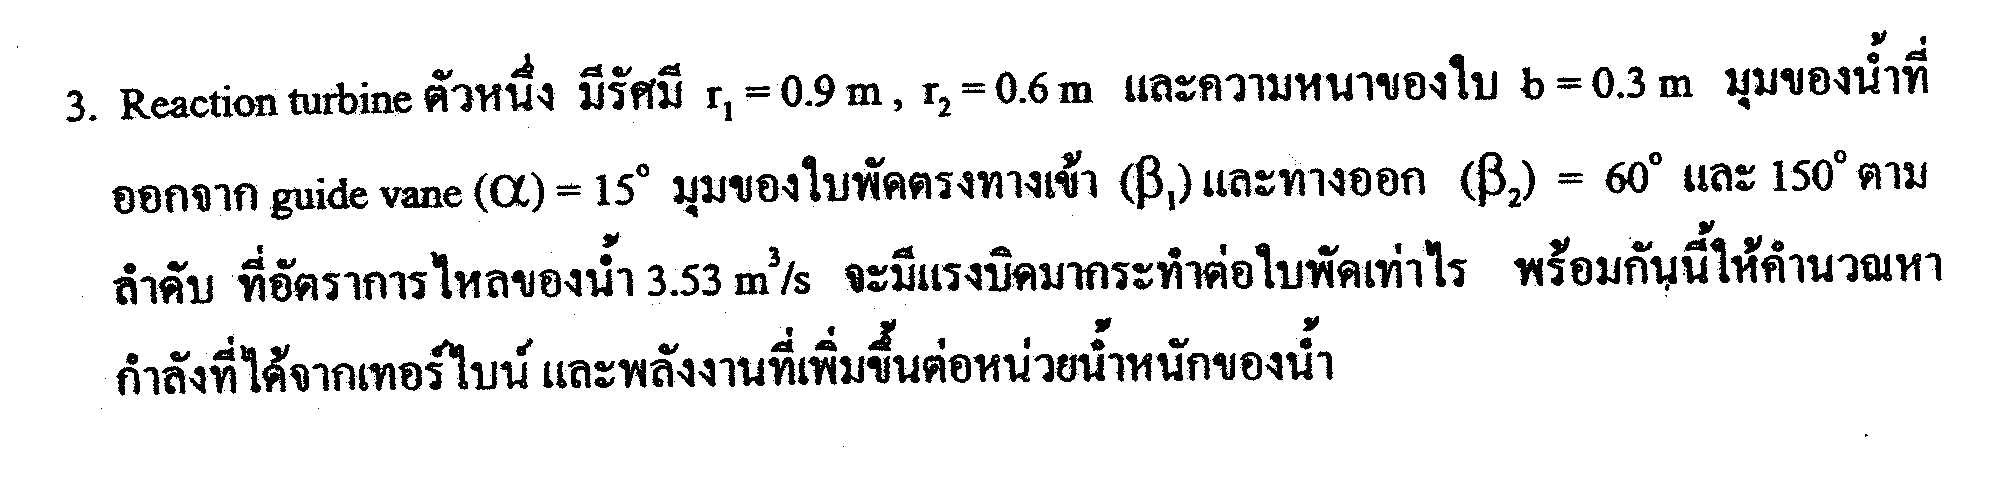 3. Reaction turbine ตัวหนึ่ง มีรัศมี r₁ = 0.9 m , r₂ = 0.6 m และความหนาของใบ b = 0.3 m มุมของน้ำที่
ออกจาก guide vane (α) = 15° มุมของใบพัดตรงทางเข้า (β₁) และทางออก (β₂) = 60° และ 150° ตาม
ลำดับ ที่อัตราการไหลของน้ำ 3.53 m³/s จะมีแรงบิดมากระทำต่อใบพัดเท่าไร พร้อมกันนี้ให้คำนวณหา
กำลังที่ได้จากเทอร์ไบน์ และพลังงานที่เพิ่มขึ้นต่อหน่วยน้ำหนักของน้ำ